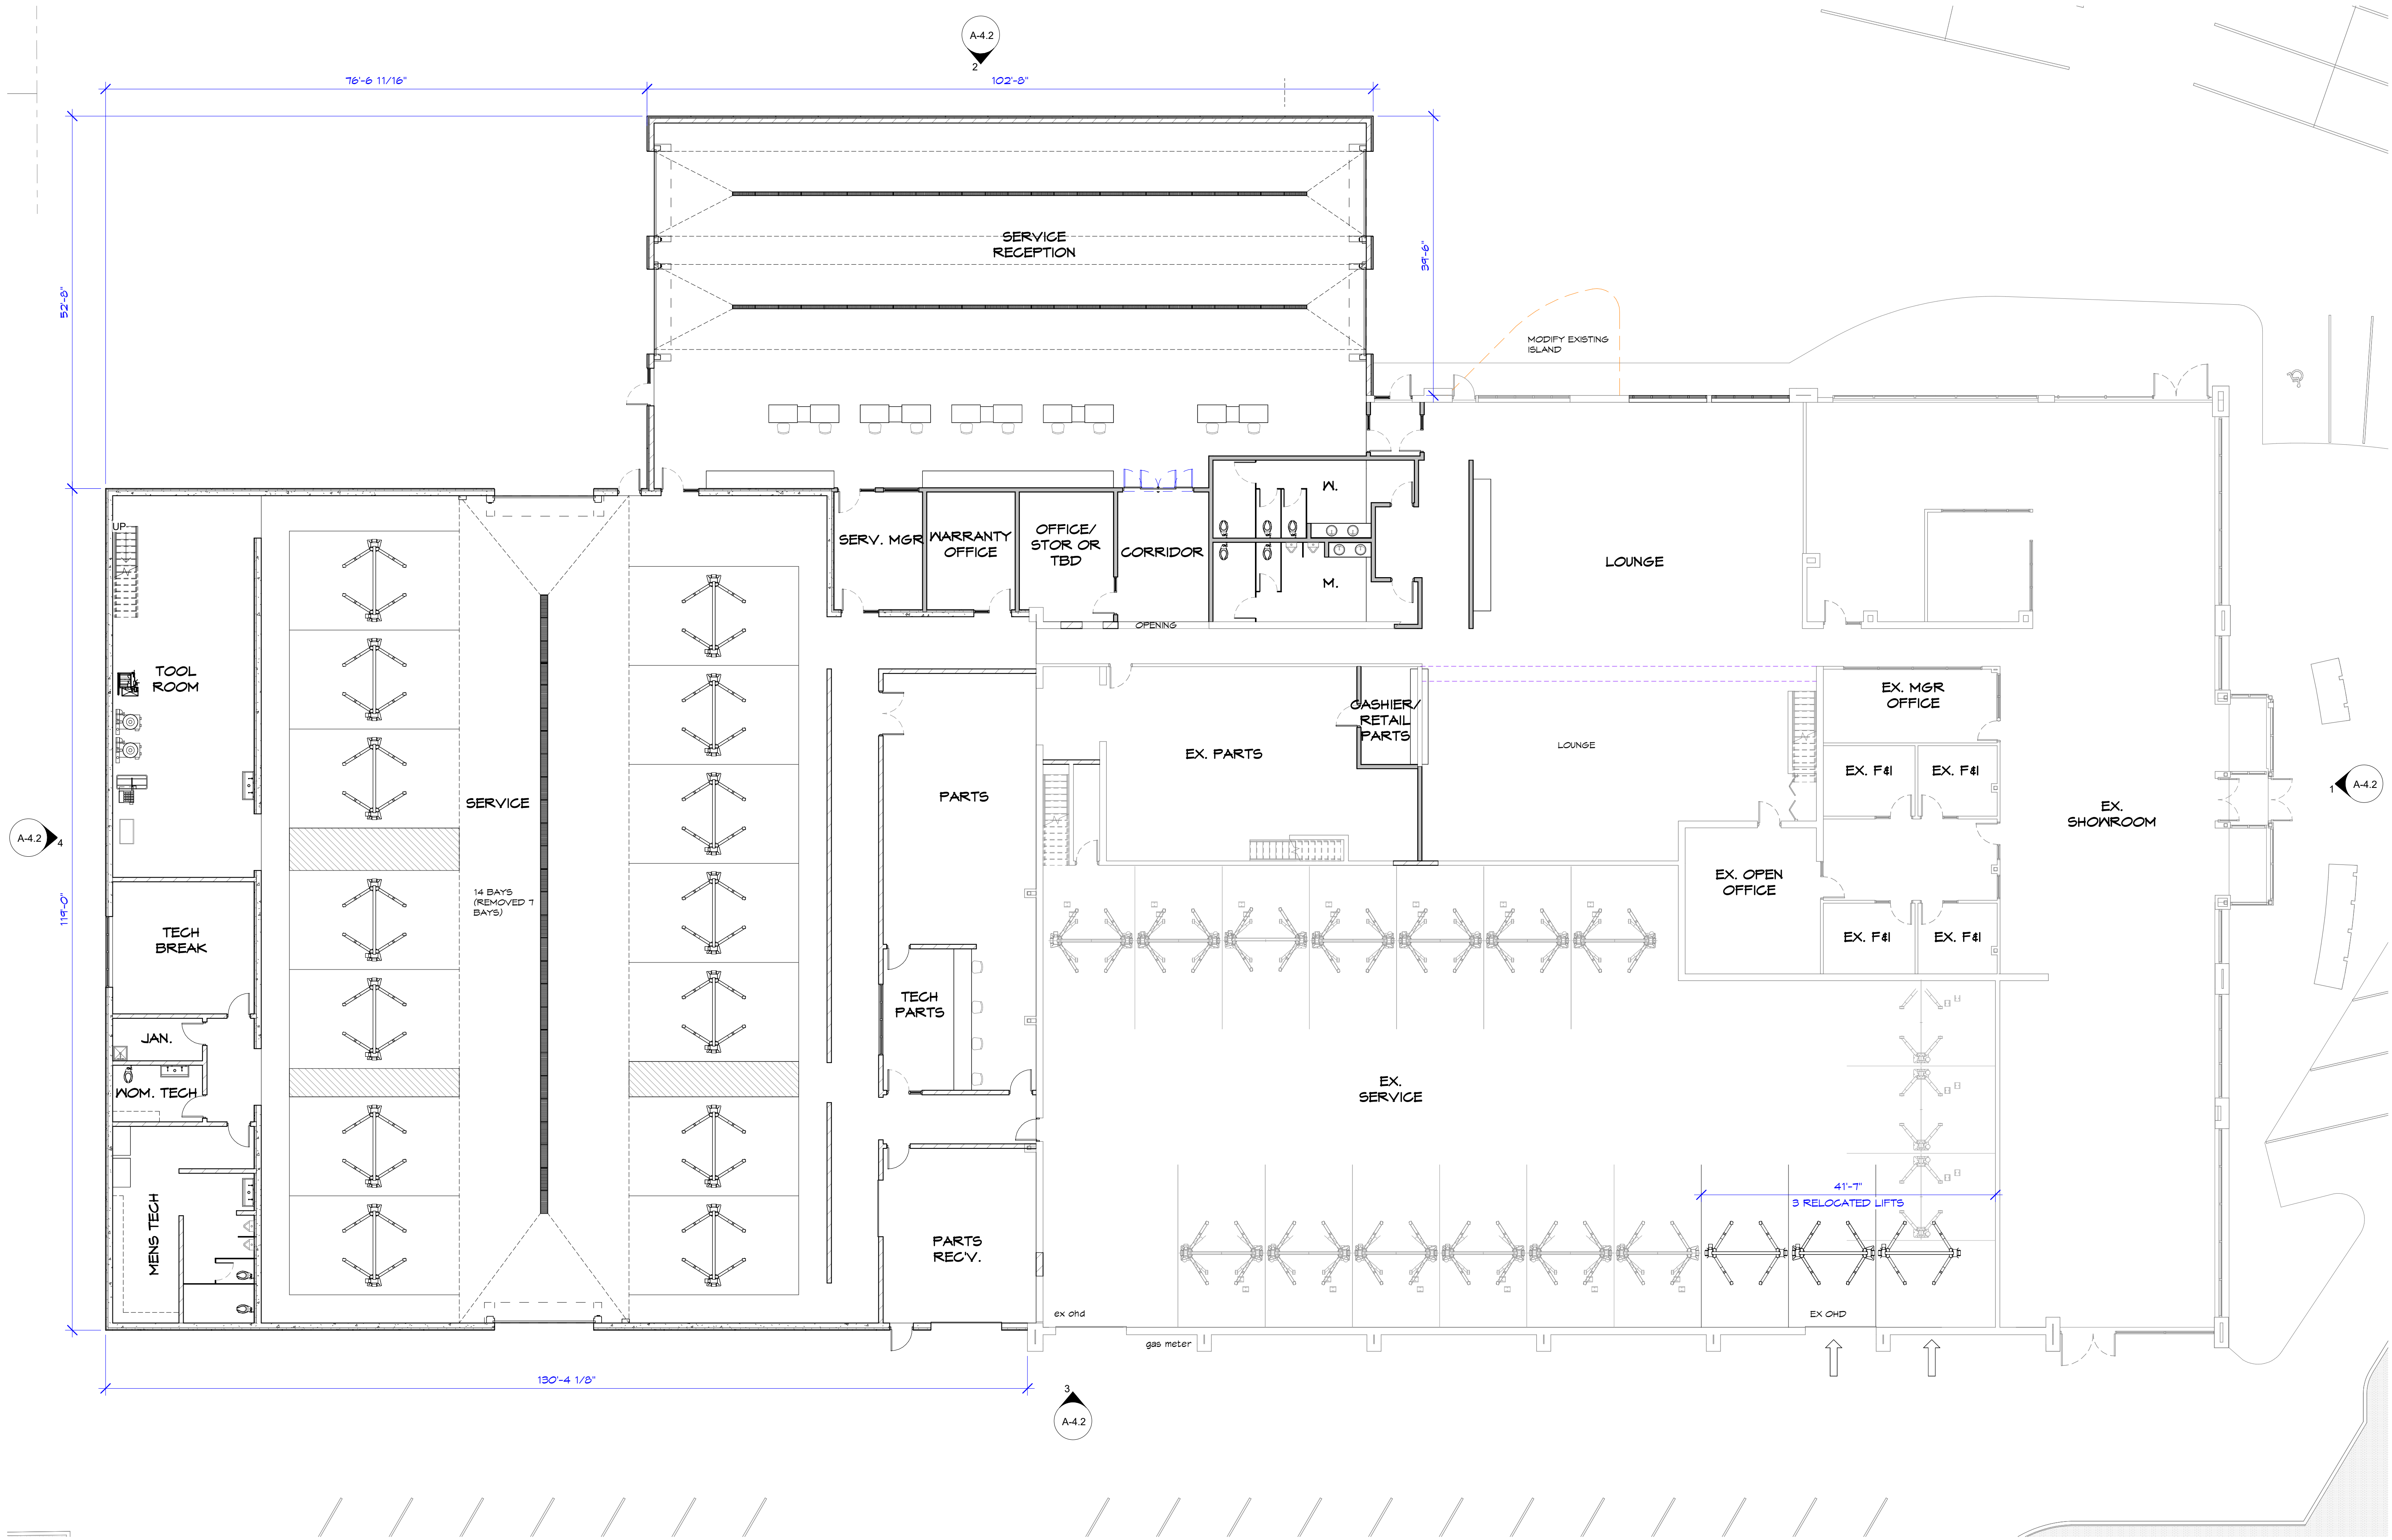 A-4.2
2
76'-6 11/16"
102'-8"
SERVICE
RECEPTION
39'-6"
52'-8"
MODIFY EXISTING
ISLAND
UP
SERV. MGR
WARRANTY
OFFICE
OFFICE/
STOR OR
TBD
CORRIDOR
W.
M.
LOUNGE
OPENING
TOOL
ROOM
EX. MGR
OFFICE
CASHIER/
RETAIL
PARTS
EX. PARTS
LOUNGE
EX. F&I
EX. F&I
SERVICE
PARTS
EX.
SHOWROOM
1
A-4.2
A-4.2
4
14 BAYS
(REMOVED 7
BAYS)
EX. OPEN
OFFICE
119'-0"
TECH
BREAK
EX. F&I
EX. F&I
TECH
PARTS
JAN.
WOM. TECH
EX.
SERVICE
41'-7"
3 RELOCATED LIFTS
MENS TECH
PARTS
REC'V.
ex ohd
EX OHD
gas meter
130'-4 1/8"
3
A-4.2